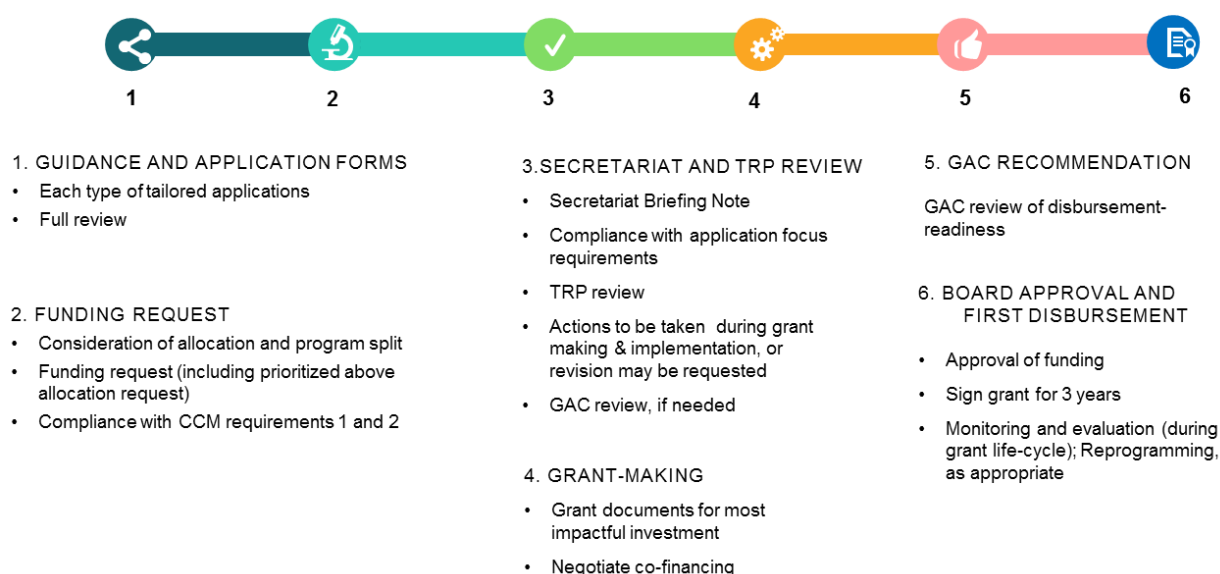 1
2
3
4
5
6
1. GUIDANCE AND APPLICATION FORMS
• Each type of tailored applications
• Full review
2. FUNDING REQUEST
• Consideration of allocation and program split
• Funding request (including prioritized above
allocation request)
• Compliance with CCM requirements 1 and 2
3.SECRETARIAT AND TRP REVIEW
• Secretariat Briefing Note
• Compliance with application focus
requirements
• TRP review
• Actions to be taken during grant
making & implementation, or
revision may be requested
• GAC review, if needed
4. GRANT-MAKING
• Grant documents for most
impactful investment
• Negotiate co-financing
5. GAC RECOMMENDATION
GAC review of disbursement-
readiness
6. BOARD APPROVAL AND
FIRST DISBURSEMENT
• Approval of funding
• Sign grant for 3 years
• Monitoring and evaluation (during
grant life-cycle); Reprogramming,
as appropriate